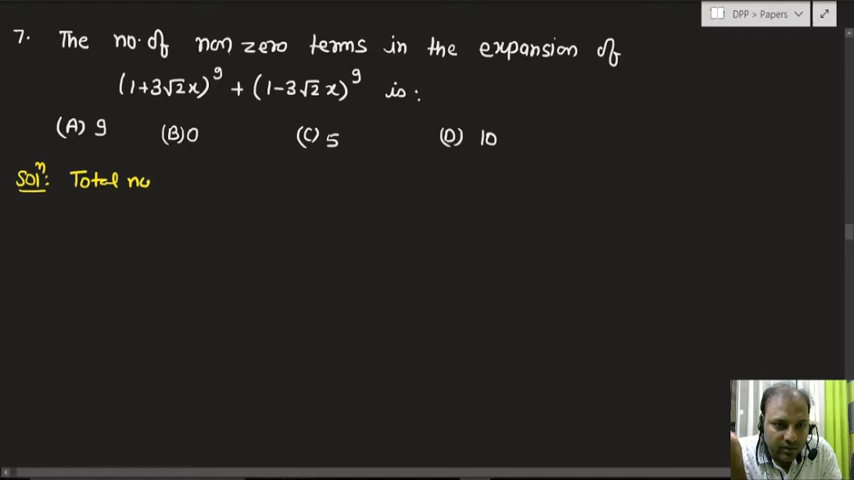 DPP > Papers
7. The no. of non zero terms in the expansion of
(1+3√2x)⁹ + (1-3√2x)⁹ is:
(A) 9 (B) 0 (C) 5 (D) 10
Solⁿ: Total no